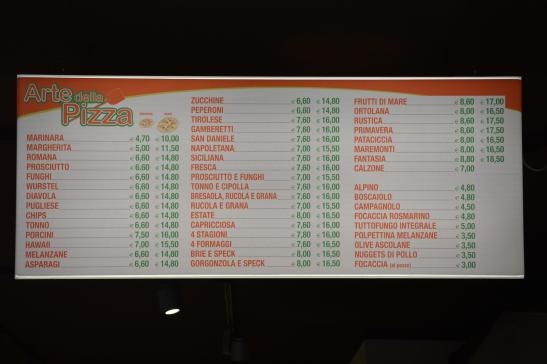 Arte della
Pizza
MARINARA € 4,70 € 10,00
MARGHERITA € 5,00 € 11,50
ROMANA € 6,60 € 14,80
PROSCIUTTO € 6,60 € 14,80
FUNGHI € 6,60 € 14,80
WURSTEL € 6,60 € 14,80
DIAVOLA € 6,60 € 14,80
PUGLIESE € 6,60 € 14,80
CHIPS € 6,60 € 14,80
TONNO € 6,60 € 14,80
PORCINI € 7,50 € 16,00
HAWAII € 7,00 € 15,50
MELANZANE € 6,60 € 14,80
ASPARAGI € 6,60 € 14,80
ZUCCHINE € 6,60 € 14,80
PEPERONI € 6,60 € 14,80
TIROLESE € 7,60 € 16,00
GAMBERETTI € 7,60 € 16,00
SAN DANIELE € 7,60 € 16,00
NAPOLETANA € 7,00 € 15,50
SICILIANA € 7,60 € 16,00
FRESCA € 7,60 € 16,00
PROSCIUTTO E FUNGHI € 7,00 € 15,50
TONNO E CIPOLLA € 7,60 € 16,00
BRESAOLA, RUCOLA E GRANA € 7,60 € 16,00
RUCOLA E GRANA € 7,00 € 15,50
ESTATE € 8,00 € 16,50
CAPRICCIOSA € 7,60 € 16,00
4 STAGIONI € 7,60 € 16,00
4 FORMAGGI € 7,60 € 16,00
BRIE E SPECK € 8,00 € 16,50
GORGONZOLA E SPECK € 8,00 € 16,50
FRUTTI DI MARE € 8,60 € 17,00
ORTOLANA € 8,00 € 16,50
RUSTICA € 8,60 € 17,50
PRIMAVERA € 8,60 € 17,50
PATACICCIA € 8,00 € 16,50
MAREMONTI € 8,00 € 16,50
FANTASIA € 8,80 € 18,50
CALZONE € 7,00
ALPINO € 4,80
BOSCAIOLO € 4,80
CAMPAGNOLO € 4,50
FOCACCIA ROSMARINO € 4,80
TUTTOFUNGO INTEGRALE € 5,00
POLPETTINA MELANZANE € 3,50
OLIVE ASCOLANE € 3,50
NUGGETS DI POLLO € 3,50
FOCACCIA (al pezzo) € 3,00